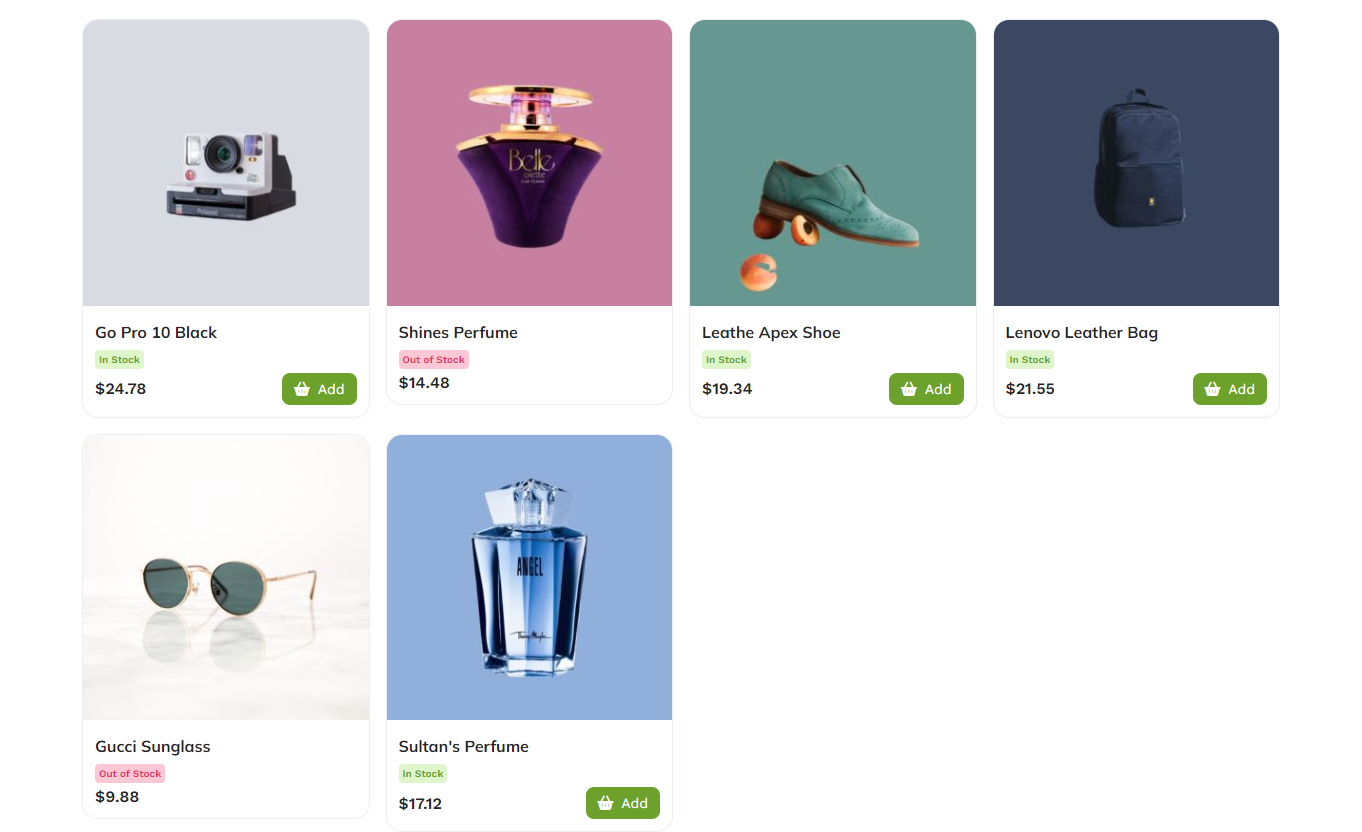 Polaroid
Belle
Go Pro 10 Black
In Stock
$24.78
Add
Shines Perfume
Out of Stock
$14.48
Leathe Apex Shoe
In Stock
$19.34
Add
Lenovo Leather Bag
In Stock
$21.55
Add
ANGEL
Gucci Sunglass
Out of Stock
$9.88
Sultan's Perfume
In Stock
$17.12
Add